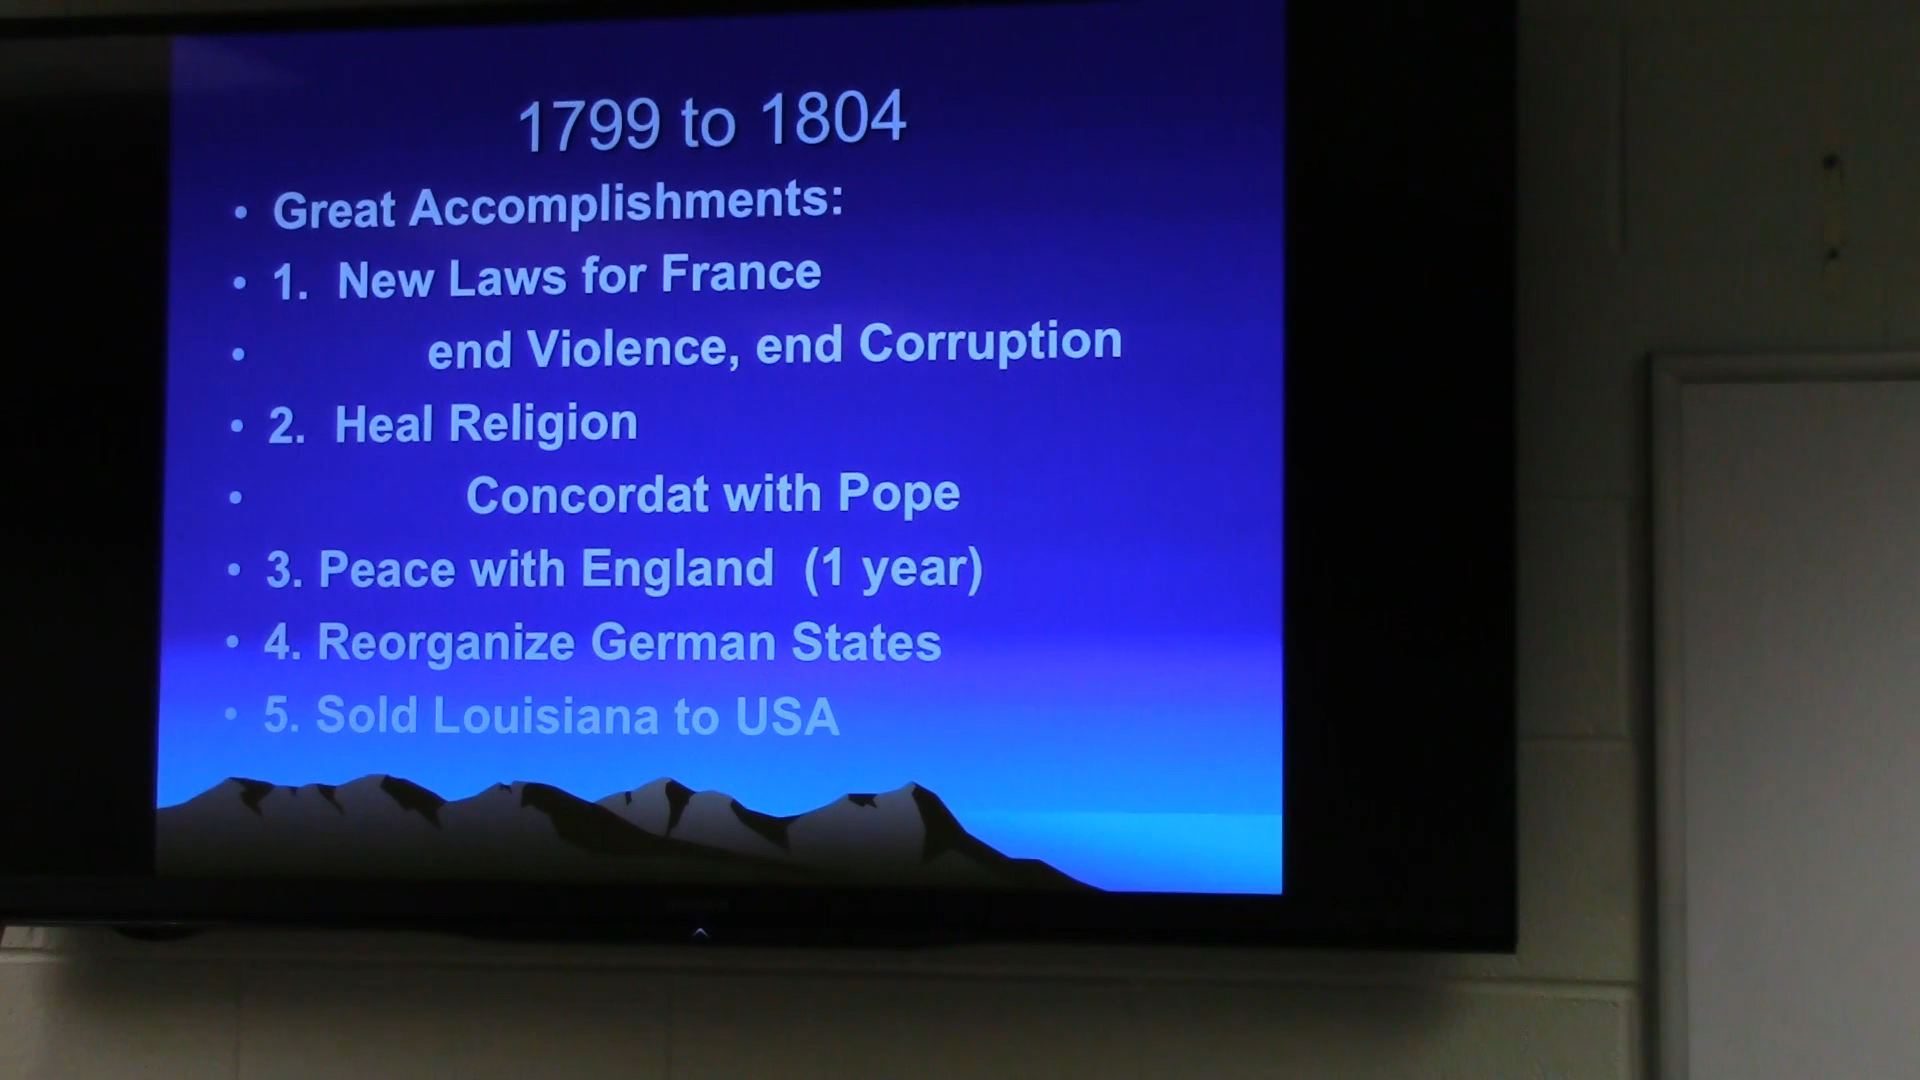 1799 to 1804
• Great Accomplishments:
• 1. New Laws for France
• end Violence, end Corruption
• 2. Heal Religion
• Concordat with Pope
• 3. Peace with England (1 year)
• 4. Reorganize German States
• 5. Sold Louisiana to USA